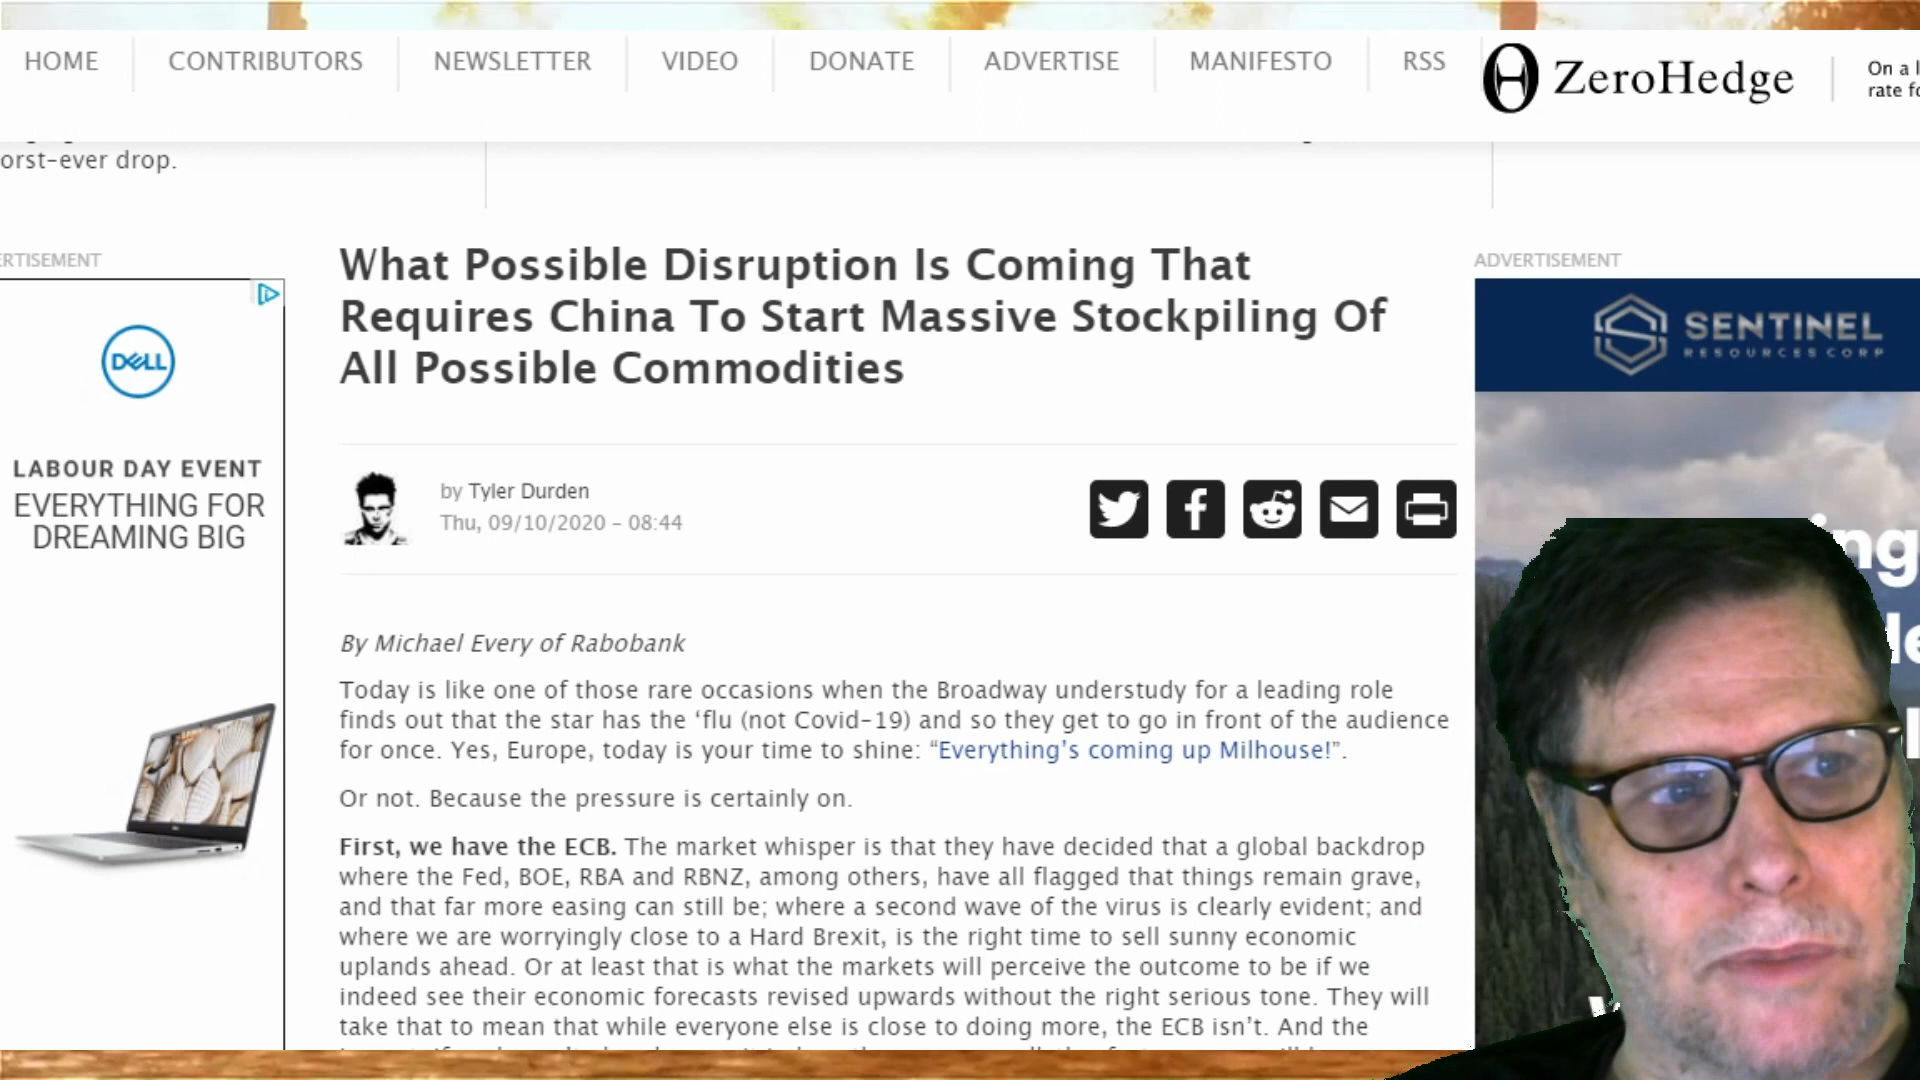 HOME
CONTRIBUTORS
NEWSLETTER
VIDEO
DONATE
ADVERTISE
MANIFESTO
RSS
ZeroHedge
On a
rate
orst-ever drop.
ERTISEMENT
DELL
LABOUR DAY EVENT
EVERYTHING FOR
DREAMING BIG
What Possible Disruption Is Coming That
Requires China To Start Massive Stockpiling Of
All Possible Commodities
by Tyler Durden
Thu, 09/10/2020 – 08:44
By Michael Every of Rabobank
Today is like one of those rare occasions when the Broadway understudy for a leading role
finds out that the star has the ‘flu (not Covid-19) and so they get to go in front of the audience
for once. Yes, Europe, today is your time to shine: “Everything’s coming up Milhouse!”.
Or not. Because the pressure is certainly on.
First, we have the ECB. The market whisper is that they have decided that a global backdrop
where the Fed, BOE, RBA and RBNZ, among others, have all flagged that things remain grave,
and that far more easing can still be; where a second wave of the virus is clearly evident; and
where we are worryingly close to a Hard Brexit, is the right time to sell sunny economic
uplands ahead. Or at least that is what the markets will perceive the outcome to be if we
indeed see their economic forecasts revised upwards without the right serious tone. They will
take that to mean that while everyone else is close to doing more, the ECB isn’t. And the
ADVERTISEMENT
SENTINEL
RESOURCES CORP
ng